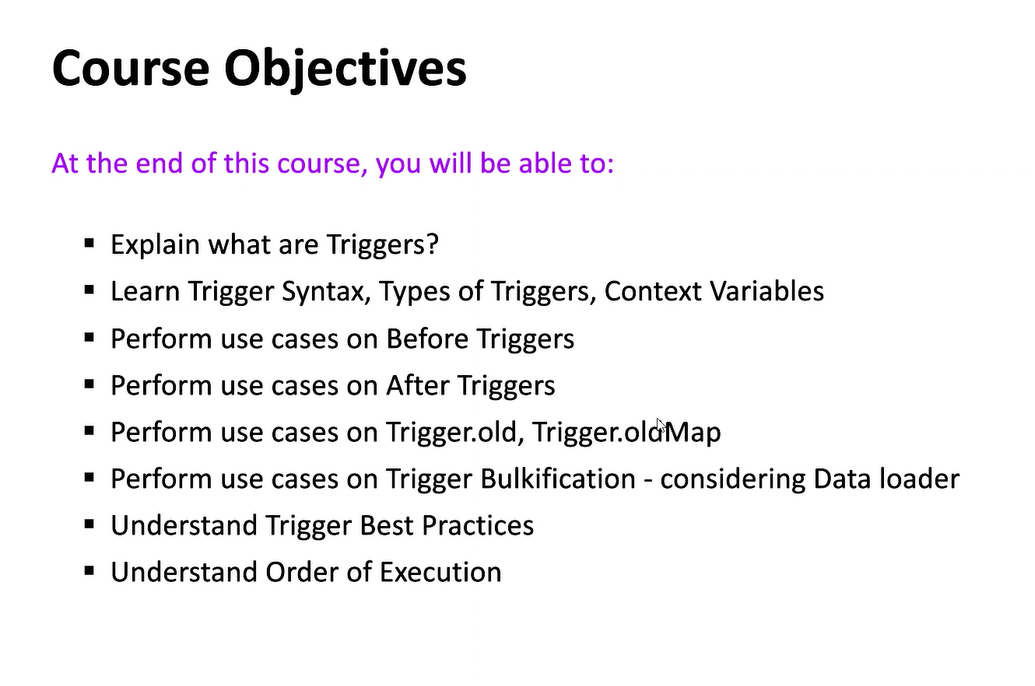 Course Objectives
At the end of this course, you will be able to:
▪ Explain what are Triggers?
▪ Learn Trigger Syntax, Types of Triggers, Context Variables
▪ Perform use cases on Before Triggers
▪ Perform use cases on After Triggers
▪ Perform use cases on Trigger.old, Trigger.oldMap
▪ Perform use cases on Trigger Bulkification - considering Data loader
▪ Understand Trigger Best Practices
▪ Understand Order of Execution